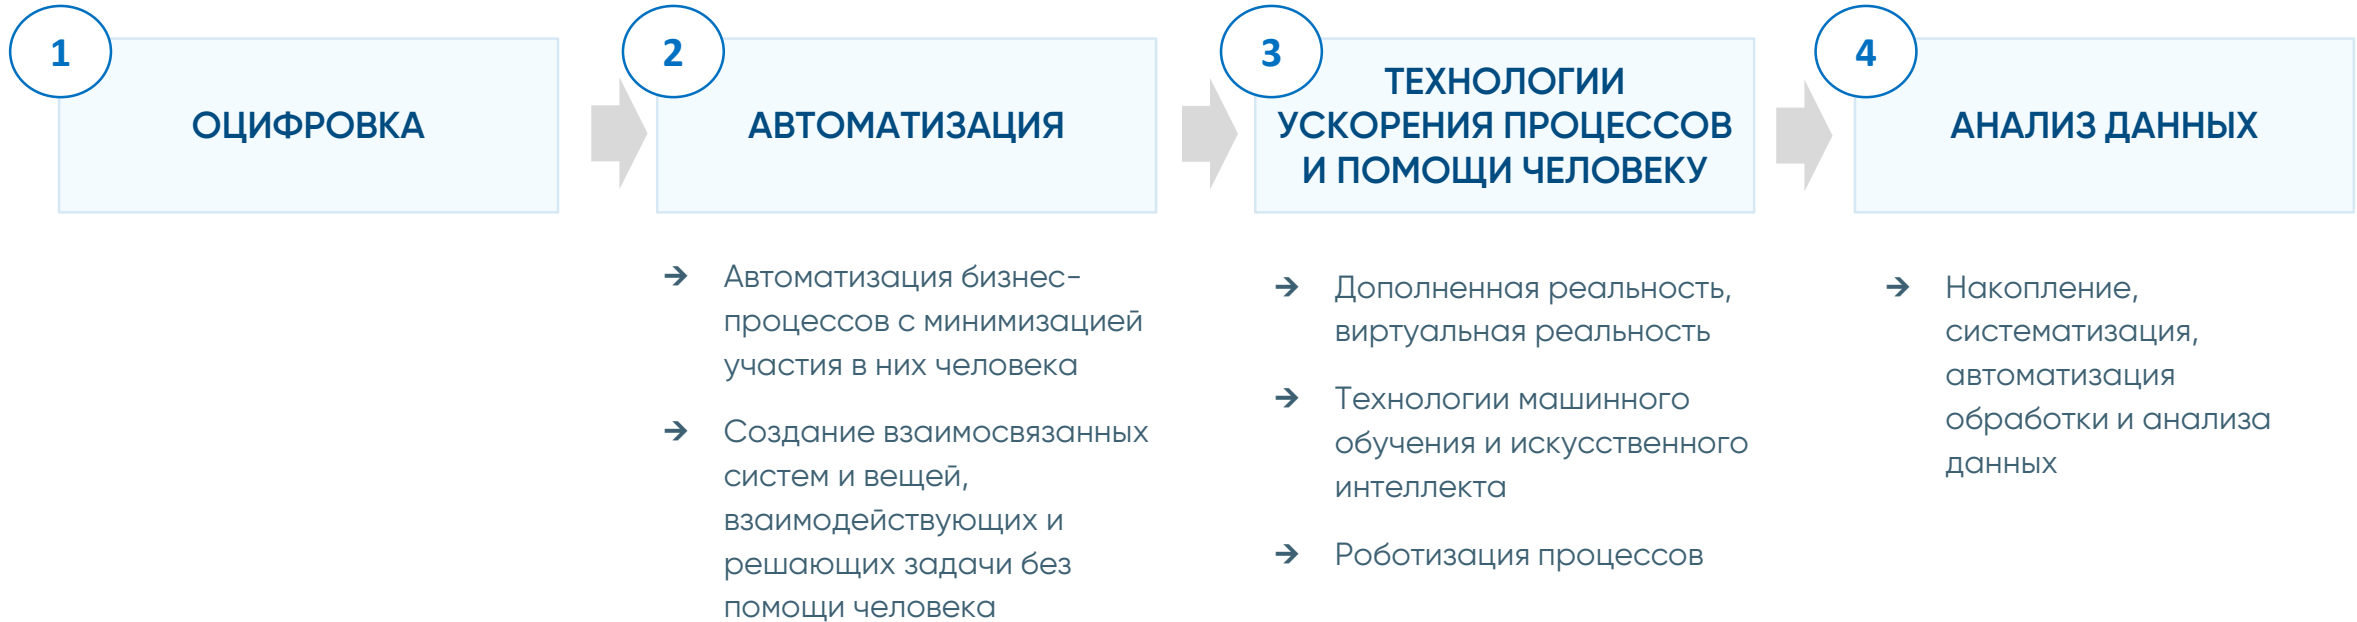 1
ОЦИФРОВКА
2
АВТОМАТИЗАЦИЯ
→ Автоматизация бизнес-
процессов с минимизацией
участия в них человека
→ Создание взаимосвязанных
систем и вещей,
взаимодействующих и
решающих задачи без
помощи человека
3
ТЕХНОЛОГИИ
УСКОРЕНИЯ ПРОЦЕССОВ
И ПОМОЩИ ЧЕЛОВЕКУ
→ Дополненная реальность,
виртуальная реальность
→ Технологии машинного
обучения и искусственного
интеллекта
→ Роботизация процессов
4
АНАЛИЗ ДАННЫХ
→ Накопление,
систематизация,
автоматизация
обработки и анализа
данных